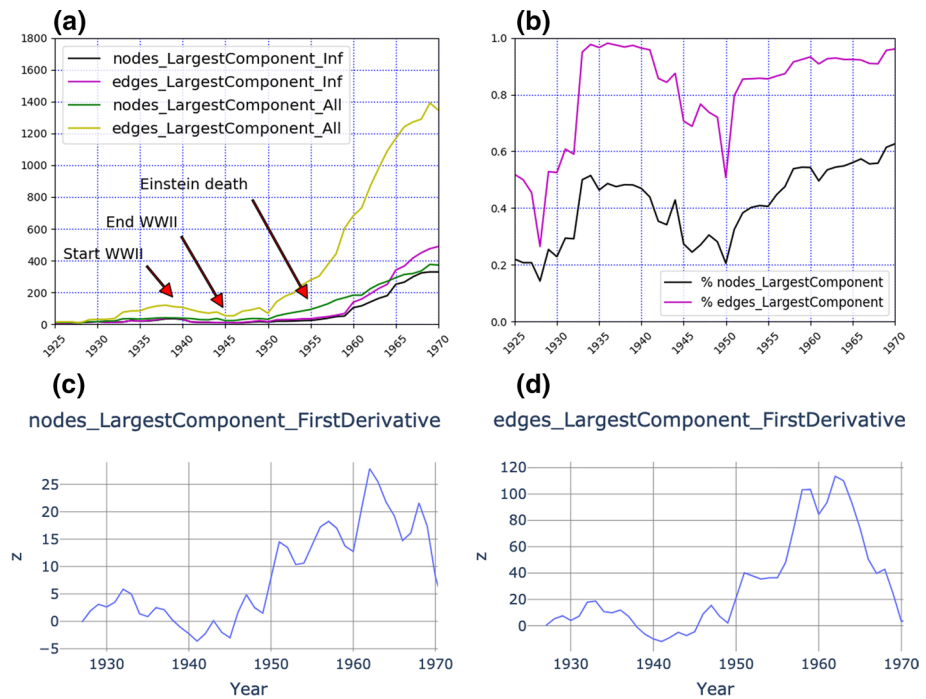 (a)
1800
1600
1400
1200
1000
800
600
400
200
0
nodes_LargestComponent_Inf
edges_LargestComponent_Inf
nodes_LargestComponent_All
edges_LargestComponent_All
Einstein death
End WWII
Start WWII
1925 1930 1935 1940 1945 1950 1955 1960 1965 1970
(b)
1.0
0.8
0.6
0.4
0.2
0.0
% nodes_LargestComponent
% edges_LargestComponent
1925 1930 1935 1940 1945 1950 1955 1960 1965 1970
(c)
nodes_LargestComponent_FirstDerivative
25
20
15
10
5
0
−5
z
1930 1940 1950 1960 1970
Year
(d)
edges_LargestComponent_FirstDerivative
120
100
80
60
40
20
0
z
1930 1940 1950 1960 1970
Year